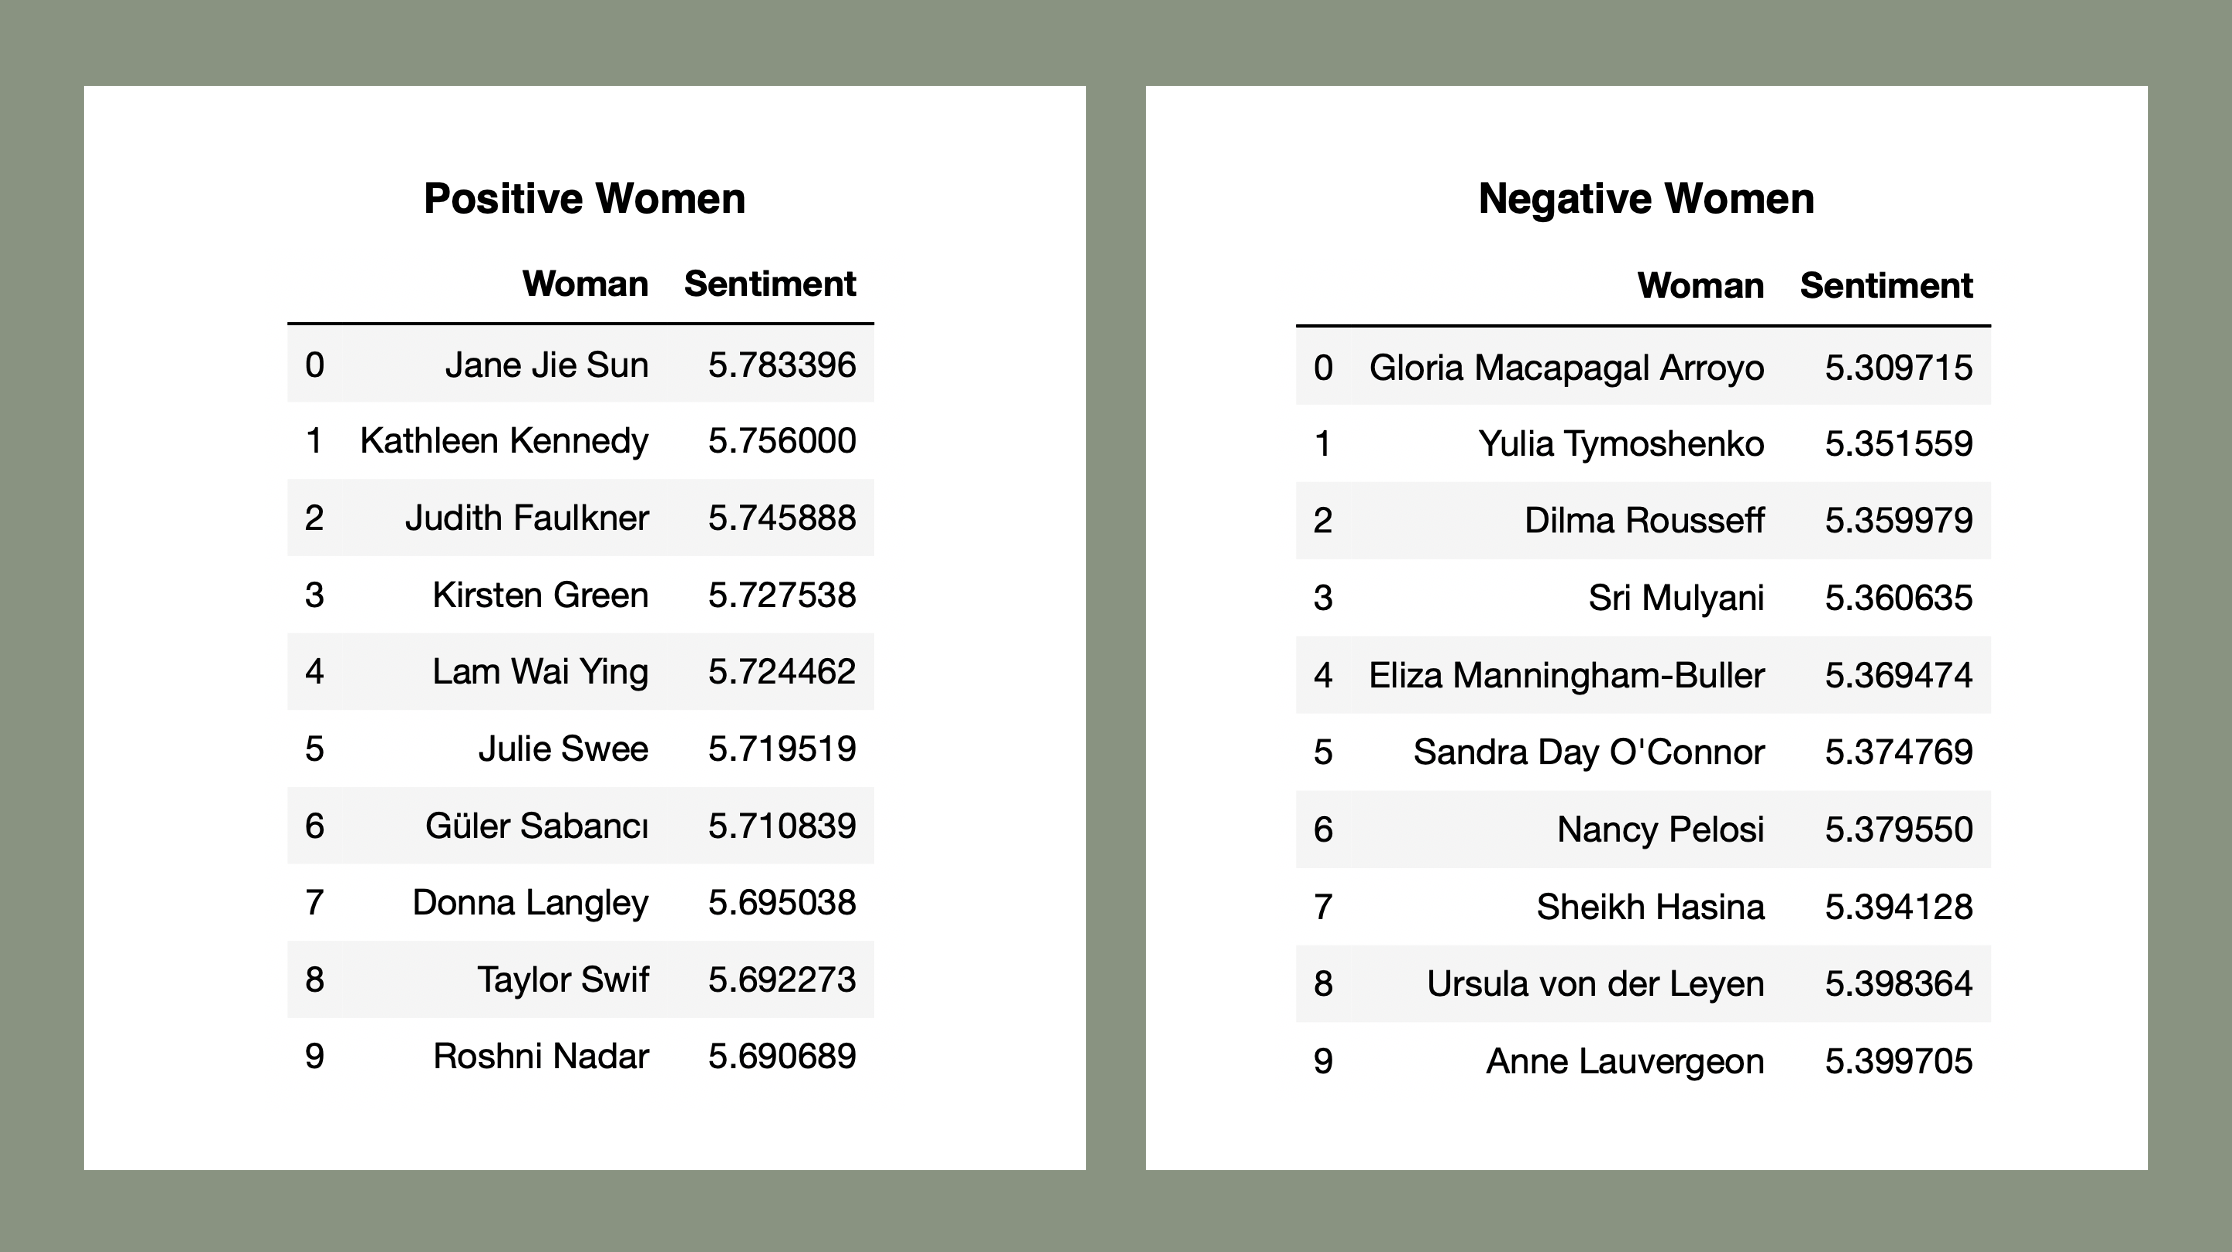 Positive Women
Woman Sentiment
0 Jane Jie Sun 5.783396
1 Kathleen Kennedy 5.756000
2 Judith Faulkner 5.745888
3 Kirsten Green 5.727538
4 Lam Wai Ying 5.724462
5 Julie Swee 5.719519
6 Güler Sabancı 5.710839
7 Donna Langley 5.695038
8 Taylor Swif 5.692273
9 Roshni Nadar 5.690689
Negative Women
Woman Sentiment
0 Gloria Macapagal Arroyo 5.309715
1 Yulia Tymoshenko 5.351559
2 Dilma Rousseff 5.359979
3 Sri Mulyani 5.360635
4 Eliza Manningham-Buller 5.369474
5 Sandra Day O'Connor 5.374769
6 Nancy Pelosi 5.379550
7 Sheikh Hasina 5.394128
8 Ursula von der Leyen 5.398364
9 Anne Lauvergeon 5.399705